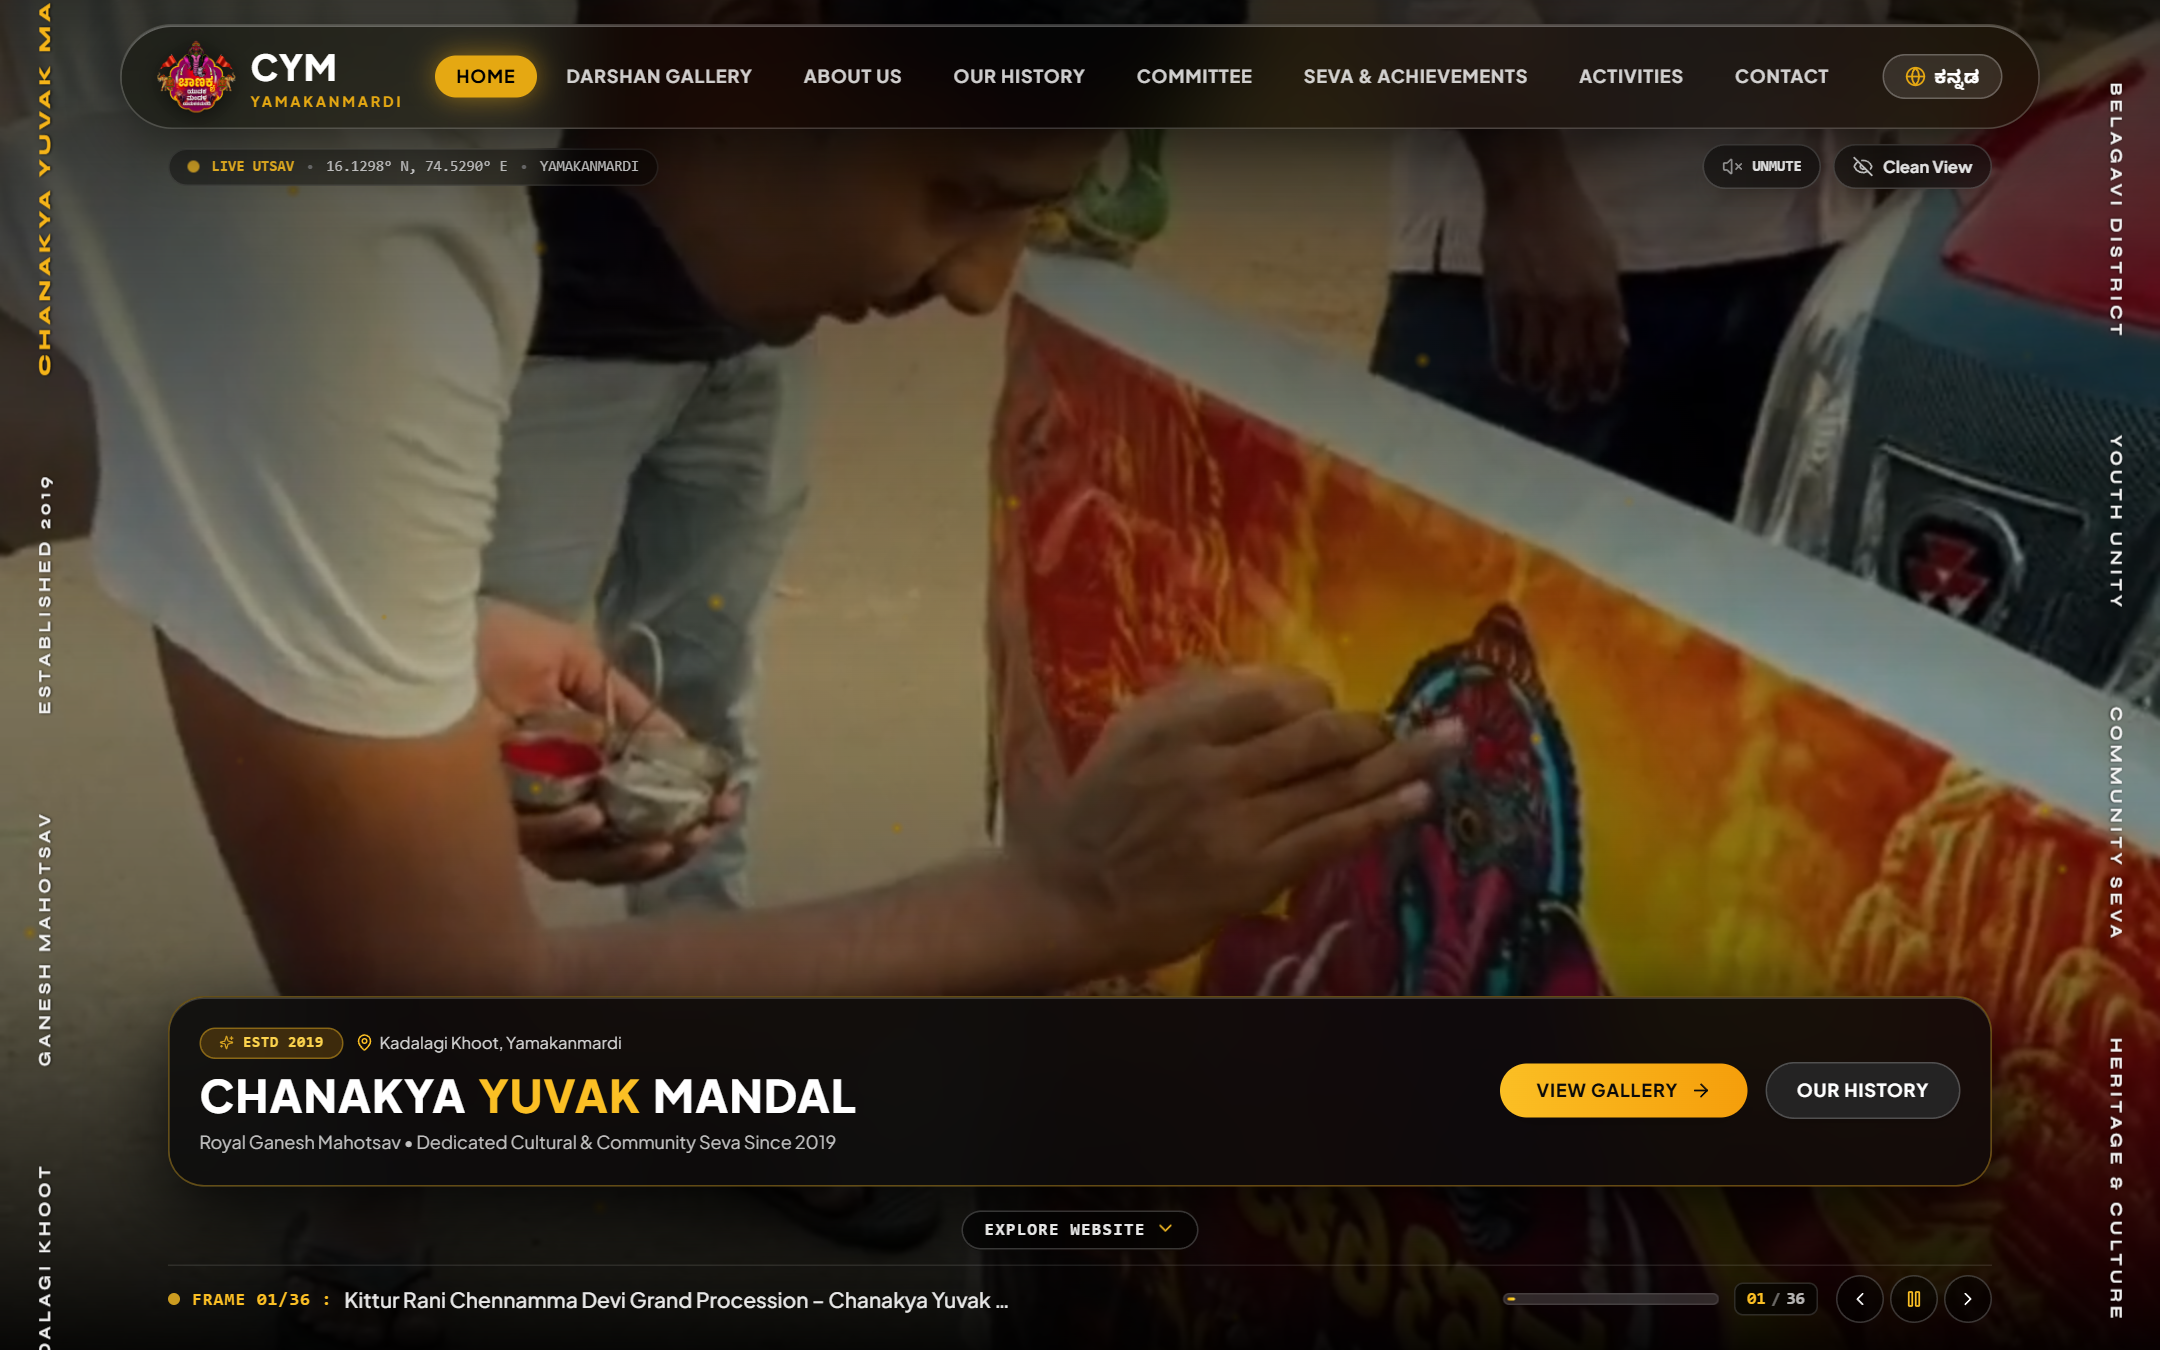 CYM
YAMAKANMARDI
HOME
DARSHAN GALLERY
ABOUT US
OUR HISTORY
COMMITTEE
SEVA & ACHIEVEMENTS
ACTIVITIES
CONTACT
ಕನ್ನಡ
LIVE UTSAV • 16.1298° N, 74.5290° E • YAMAKANMARDI
UNMUTE
Clean View
CHANAKYA YUVAK MA
ESTABLISHED 2019
GANESH MAHOTSAV
DALAGI KHOOT
BELAGAVI DISTRICT
YOUTH UNITY
COMMUNITY SEVA
HERITAGE & CULTURE
ESTD 2019
Kadalagi Khoot, Yamakanmardi
CHANAKYA YUVAK MANDAL
Royal Ganesh Mahotsav • Dedicated Cultural & Community Seva Since 2019
VIEW GALLERY →
OUR HISTORY
EXPLORE WEBSITE
FRAME 01/36 : Kittur Rani Chennamma Devi Grand Procession – Chanakya Yuvak ...
01 / 36